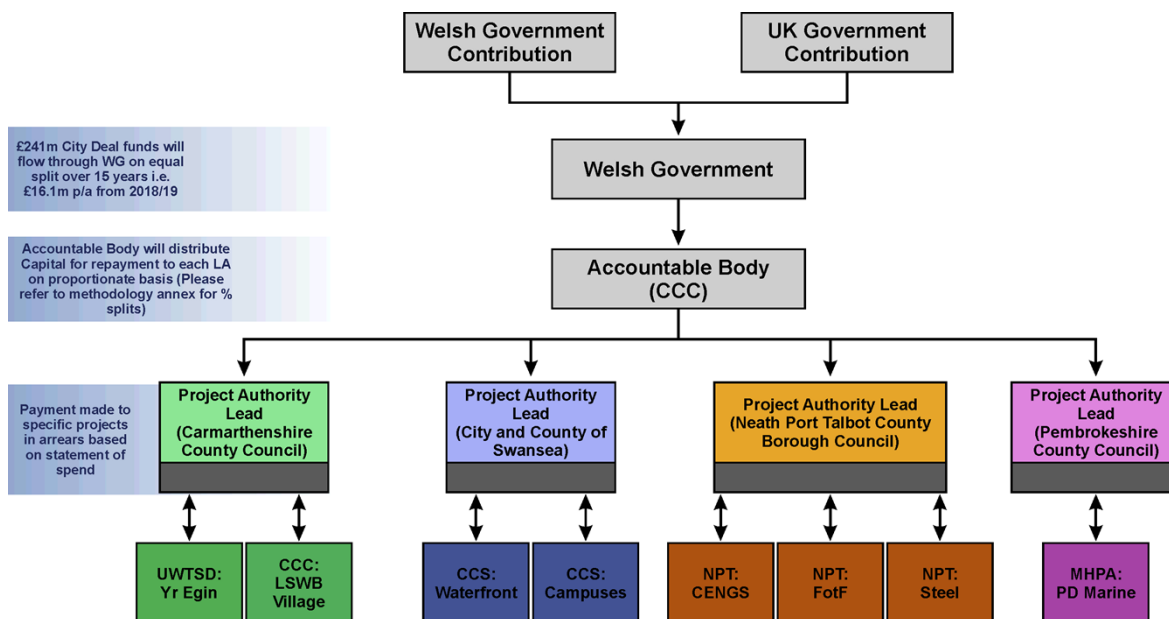 Welsh Government
Contribution
UK Government
Contribution
£241m City Deal funds will
flow through WG on equal
split over 15 years i.e.
£16.1m p/a from 2018/19
Welsh Government
Accountable Body will distribute
Capital for repayment to each LA
on proportionate basis (Please
refer to methodology annex for %
splits)
Accountable Body
(CCC)
Payment made to
specific projects
in arrears based
on statement of
spend
Project Authority
Lead
(Carmarthenshire
County Council)
Project Authority
Lead
(City and County of
Swansea)
Project Authority Lead
(Neath Port Talbot County
Borough Council)
Project Authority
Lead
(Pembrokeshire
County Council)
UWTSD:
Yr Egin
CCC:
LSWB
Village
CCS:
Waterfront
CCS:
Campuses
NPT:
CENGS
NPT:
FotF
NPT:
Steel
MHPA:
PD Marine